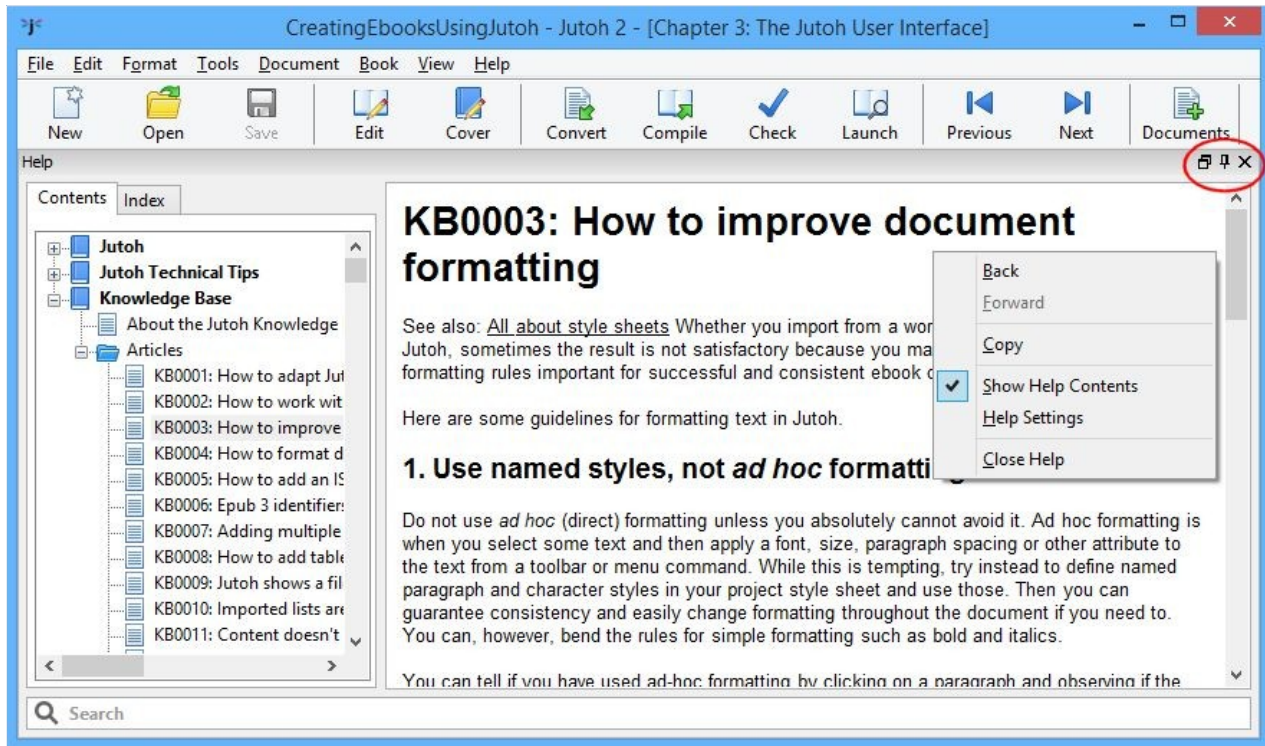 CreatingEbooksUsingJutoh - Jutoh 2 - [Chapter 3: The Jutoh User Interface]
File Edit Format Tools Document Book View Help
New Open Save Edit Cover Convert Compile Check Launch Previous Next Documents
Help
Contents Index
Jutoh
Jutoh Technical Tips
Knowledge Base
About the Jutoh Knowledge
Articles
KB0001: How to adapt Jut
KB0002: How to work wit
KB0003: How to improve
KB0004: How to format d
KB0005: How to add an IS
KB0006: Epub 3 identifiers
KB0007: Adding multiple
KB0008: How to add table
KB0009: Jutoh shows a fil
KB0010: Imported lists are
KB0011: Content doesn't
KB0003: How to improve document
formatting
See also: All about style sheets Whether you import from a wor
Jutoh, sometimes the result is not satisfactory because you ma
formatting rules important for successful and consistent ebook
Here are some guidelines for formatting text in Jutoh.
1. Use named styles, not ad hoc formatti
Do not use ad hoc (direct) formatting unless you absolutely cannot avoid it. Ad hoc formatting is
when you select some text and then apply a font, size, paragraph spacing or other attribute to
the text from a toolbar or menu command. While this is tempting, try instead to define named
paragraph and character styles in your project style sheet and use those. Then you can
guarantee consistency and easily change formatting throughout the document if you need to.
You can, however, bend the rules for simple formatting such as bold and italics.
You can tell if you have used ad-hoc formatting by clicking on a paragraph and observing if the
Back
Forward
Copy
Show Help Contents
Help Settings
Close Help
Search